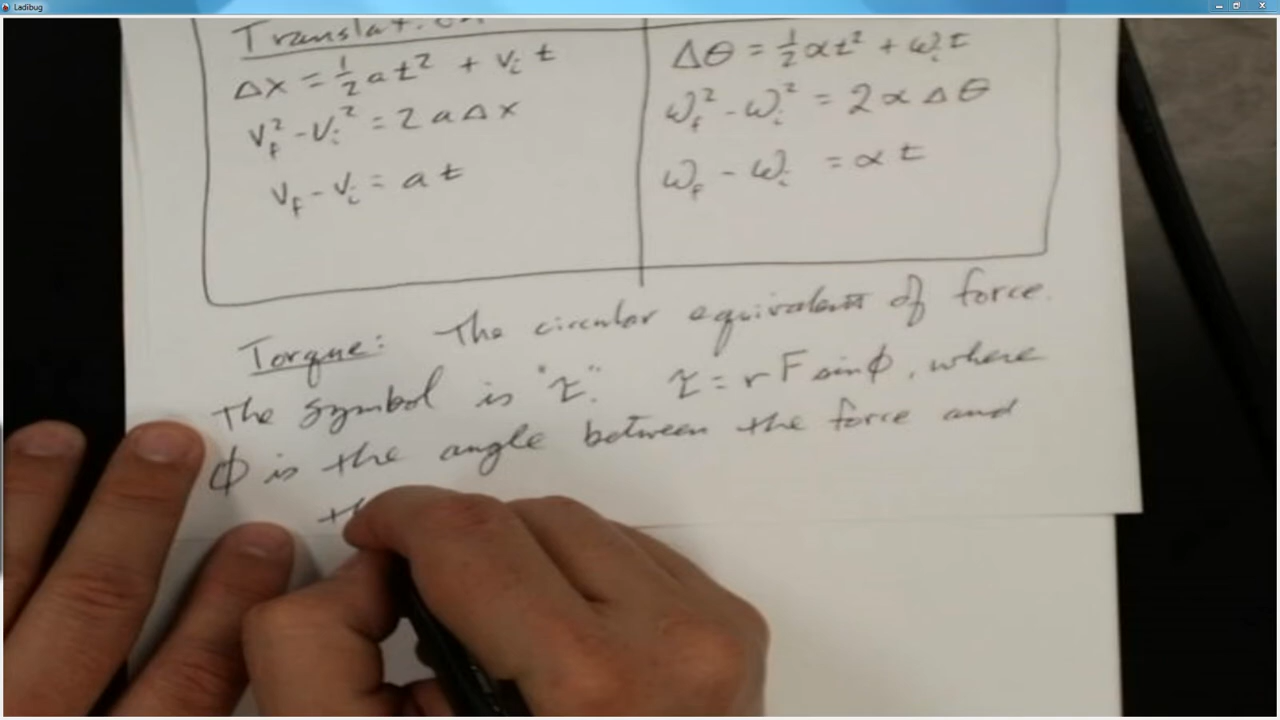 Ladibug
Translation
Δx = ½at² + vᵢt
v_f² - vᵢ² = 2aΔx
v_f - vᵢ = at
Δθ = ½αt² + ωᵢt
ω_f² - ωᵢ² = 2αΔθ
ω_f - ωᵢ = αt
Torque: The circular equivalent of force.
The symbol is "τ". τ = rF sinϕ, where
ϕ is the angle between the force and